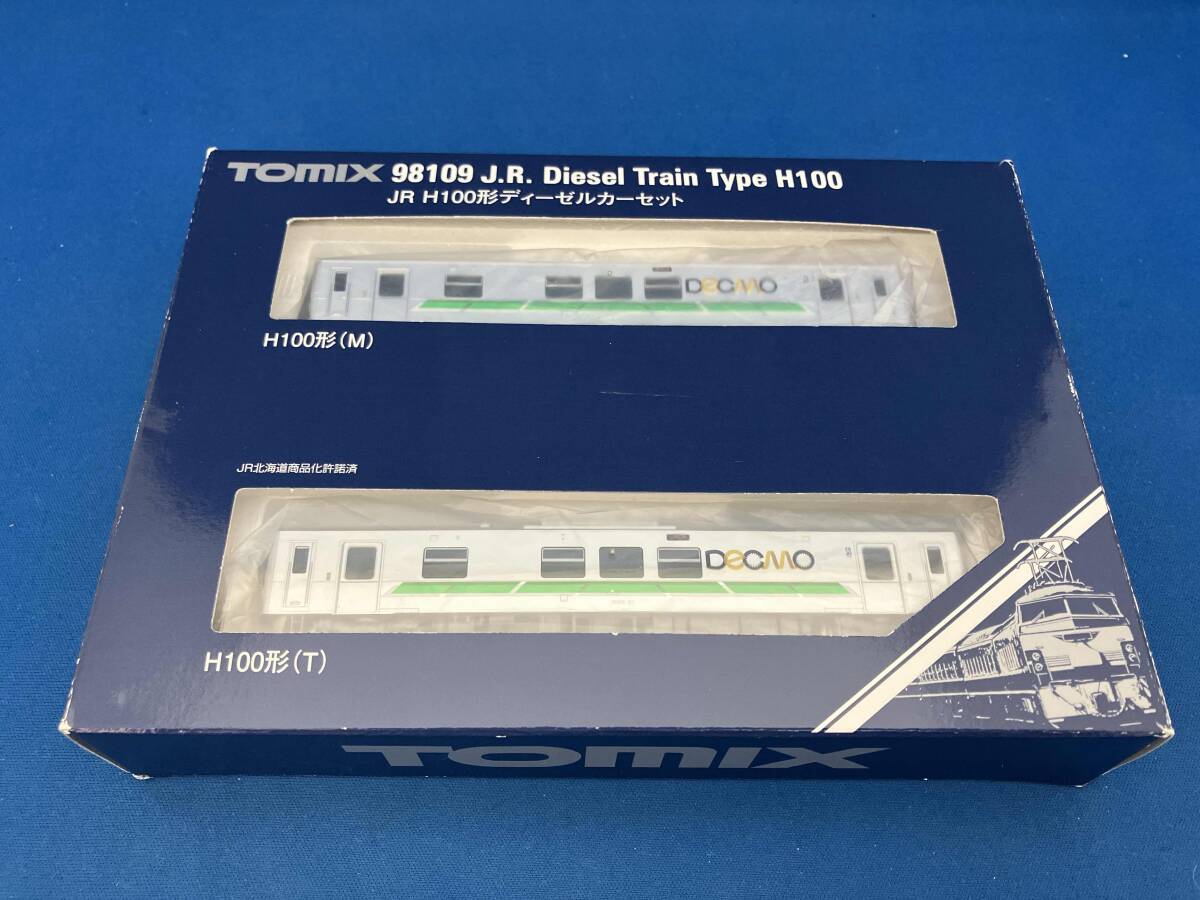 TOMIX 98109 J.R. Diesel Train Type H100
JR H100形ディーゼルカーセット
DECMO
H100形（M）
JR北海道商品化許諾済
DECMO
H100形（T）
TOMIX